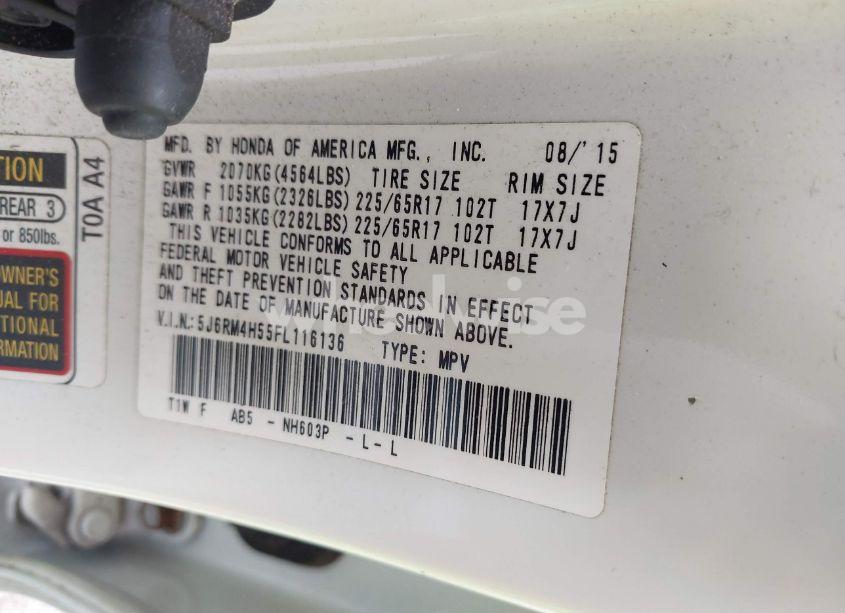 MFD. BY HONDA OF AMERICA MFG., INC. 08/'15
GVWR 2070KG(4564LBS) TIRE SIZE RIM SIZE
GAWR F 1055KG(2326LBS) 225/65R17 102T 17X7J
GAWR R 1035KG(2282LBS) 225/65R17 102T 17X7J
THIS VEHICLE CONFORMS TO ALL APPLICABLE
FEDERAL MOTOR VEHICLE SAFETY
AND THEFT PREVENTION STANDARDS IN EFFECT
ON THE DATE OF MANUFACTURE SHOWN ABOVE.
V.I.N.: 5J6RM4H55FL116136 TYPE: MPV
T1W F AB5 - NH603P - L - L
TION
REAR 3
or 850lbs.
T0A A4
OWNER'S
UAL FOR
TIONAL
RMATION